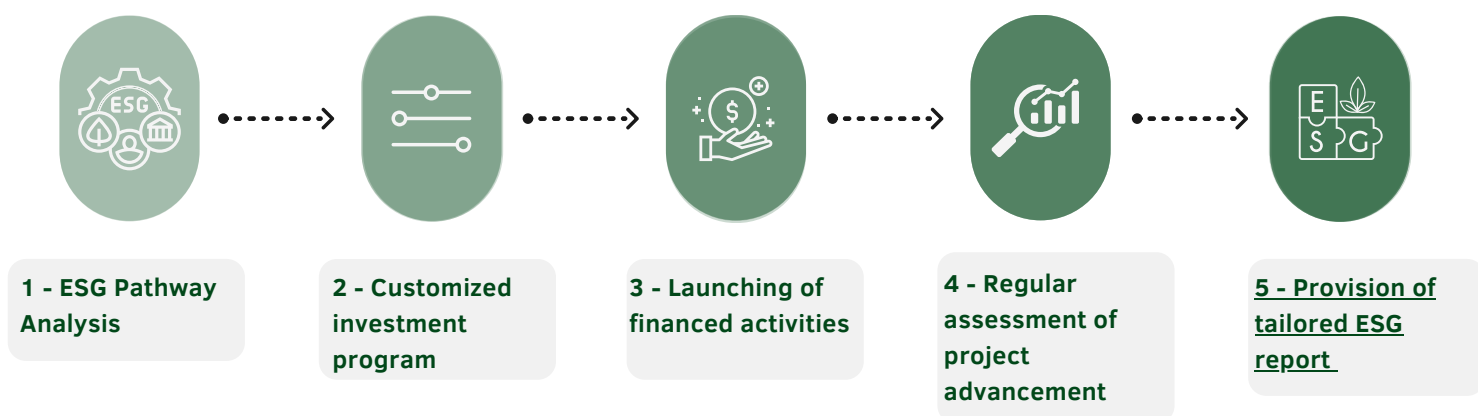 ESG
$
E
S G
1 - ESG Pathway
Analysis
2 - Customized
investment
program
3 - Launching of
financed activities
4 - Regular
assessment of
project
advancement
5 - Provision of
tailored ESG
report